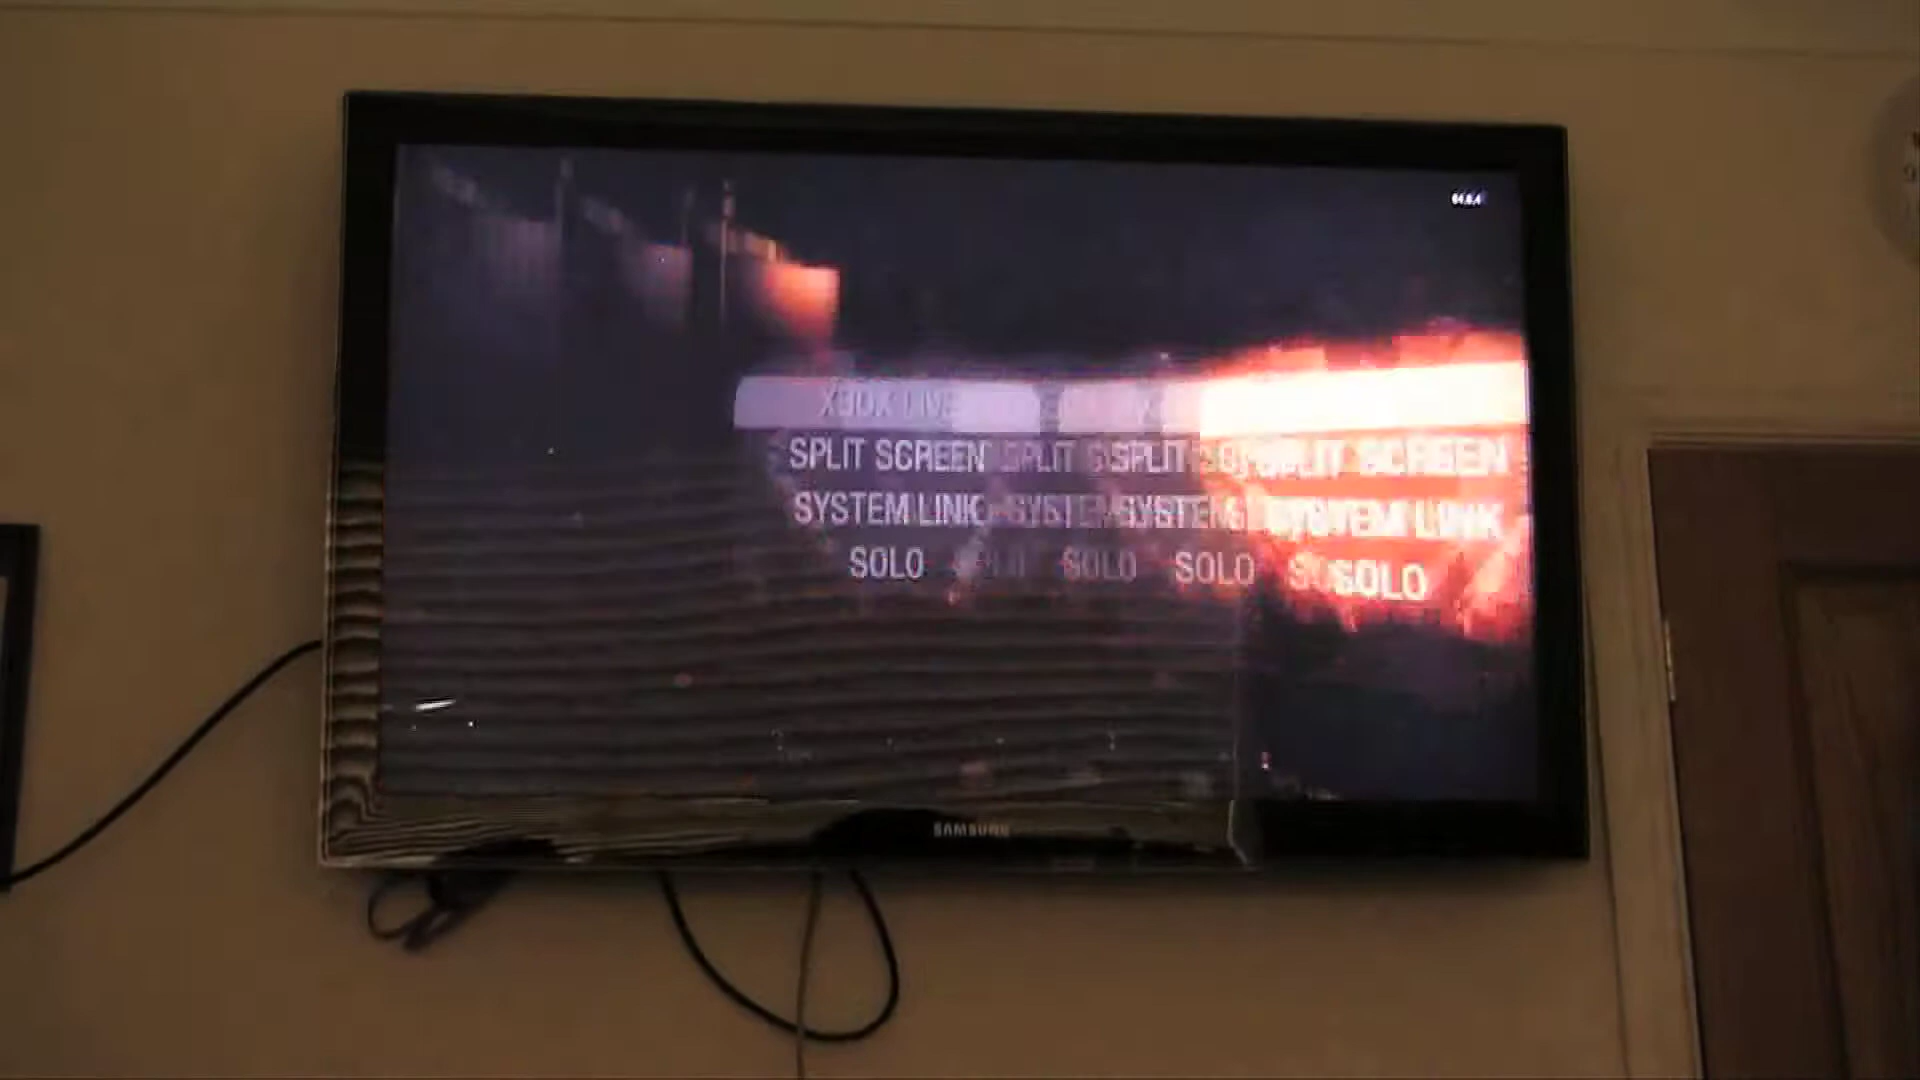 XBOX LIVE
SPLIT SCREEN SPLIT SPLIT SPLIT SCREEN
SYSTEM LINK SYSTEM SYSTEM SYSTEM LINK
SOLO SOLO SOLO SOLO SOLO
SAMSUNG